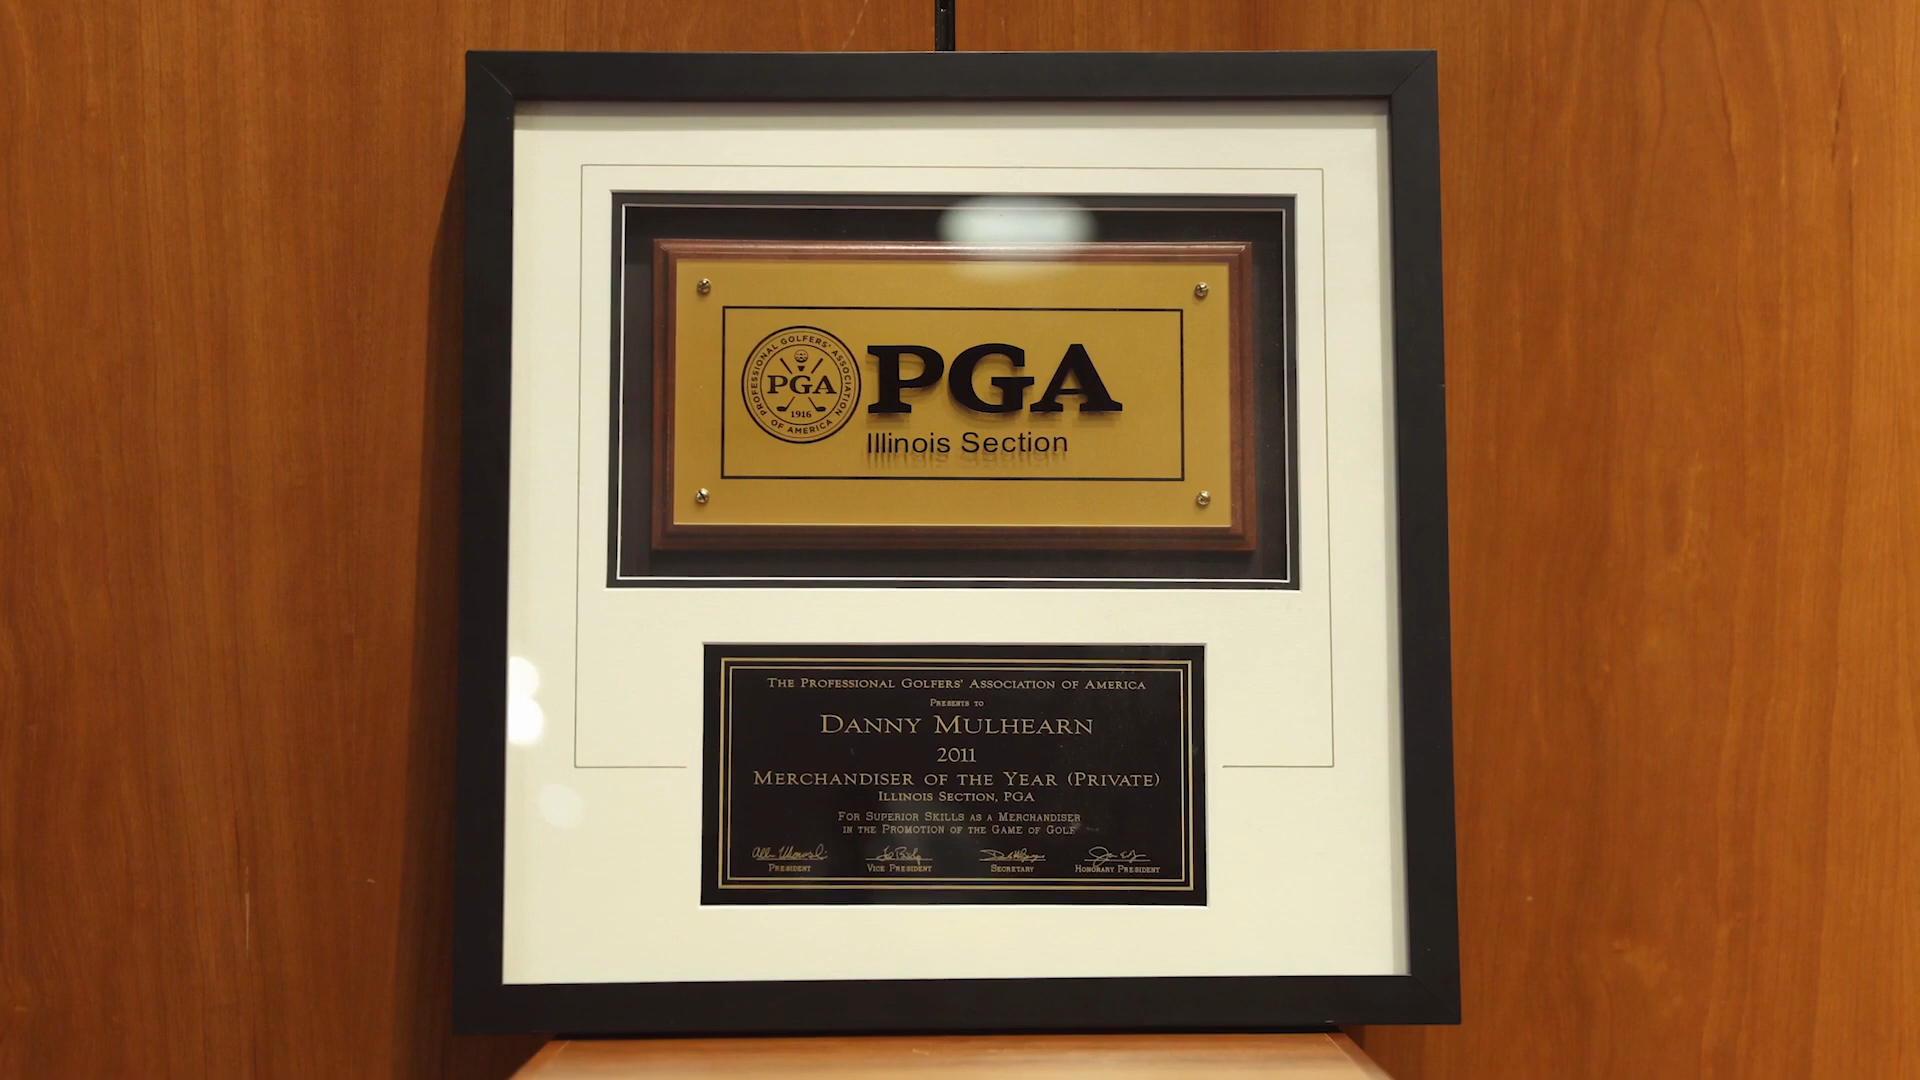 PROFESSIONAL GOLFERS' ASSOCIATION
PGA
1916
OF AMERICA
PGA
Illinois Section
THE PROFESSIONAL GOLFERS' ASSOCIATION OF AMERICA
PRESENTS TO
DANNY MULHEARN
2011
MERCHANDISER OF THE YEAR (PRIVATE)
ILLINOIS SECTION, PGA
FOR SUPERIOR SKILLS AS A MERCHANDISER
IN THE PROMOTION OF THE GAME OF GOLF
PRESIDENT VICE PRESIDENT SECRETARY HONORARY PRESIDENT